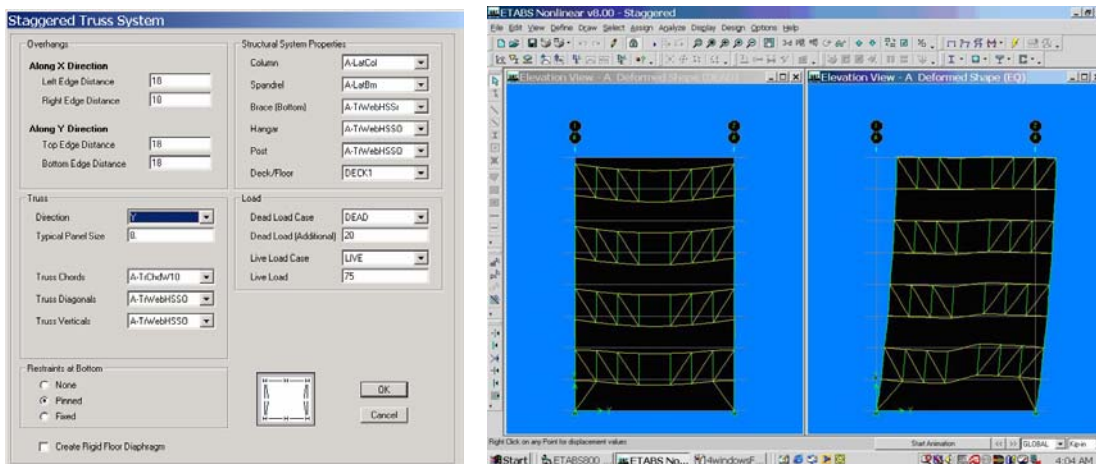 Staggered Truss System
Overhangs
Along X Direction
Left Edge Distance 18
Right Edge Distance 18
Along Y Direction
Top Edge Distance 18
Bottom Edge Distance 18
Structural System Properties
Column A-LatCol
Spandrel A-LatBm
Brace (Bottom)
Hangar A-TrWebHSSO
Post A-TrWebHSSO
Deck/Floor DECK1
Truss
Direction Y
Typical Panel Size 8.
Truss Chords A-TrChdW10
Truss Diagonals A-TrWebHSSO
Truss Verticals A-TrWebHSSO
Load
Dead Load Case DEAD
Dead Load (Additional) 20
Live Load Case LIVE
Live Load 75
Restraints at Bottom
None
Pinned
Fixed
Create Rigid Floor Diaphragm
OK
Cancel
ETABS Nonlinear v8.00 - Staggered
File Edit View Define Draw Select Assign Analyze Display Design Options Help
Elevation View - A Deformed Shape (DEAD)
Elevation View - A Deformed Shape (EQ)
Right Click on any Point for displacement values
Start Animation << >> GLOBAL Kip-in
Start ETABS800 ETABS No... 4windowsF...
4:04 AM